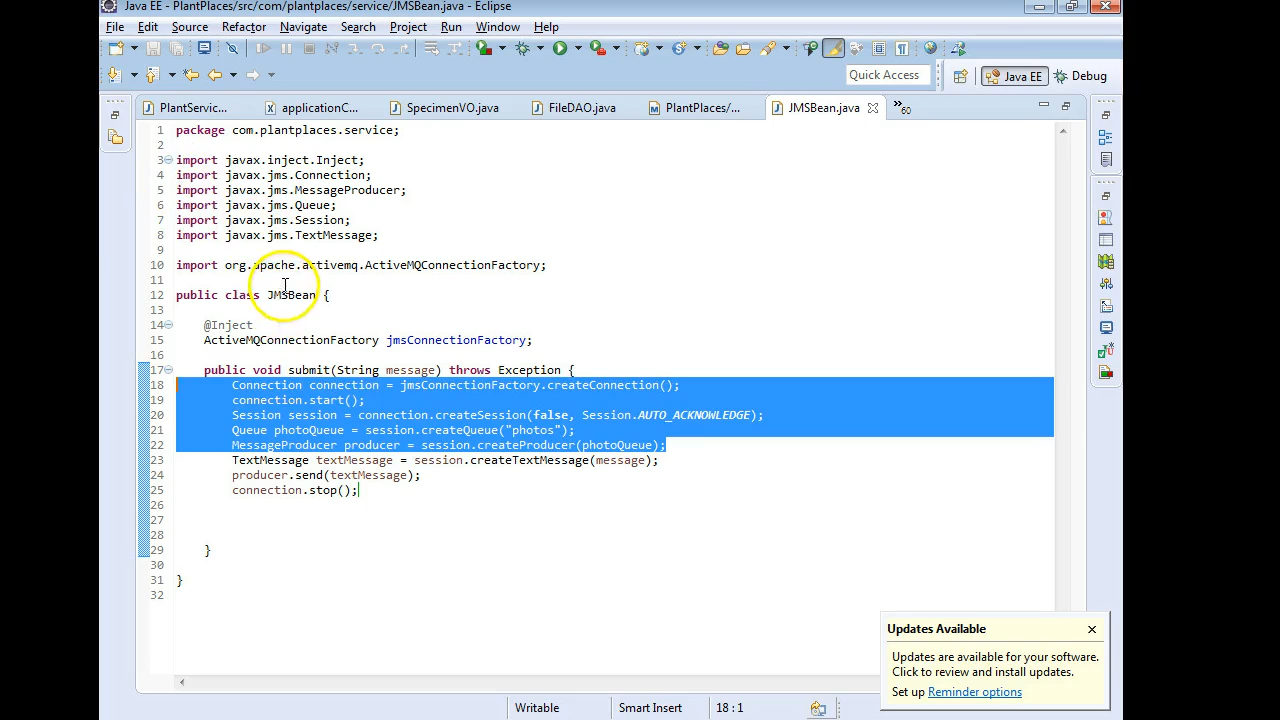 Java EE - PlantPlaces/src/com/plantplaces/service/JMSBean.java - Eclipse
File Edit Source Refactor Navigate Search Project Run Window Help
Quick Access Java EE Debug
PlantServic... applicationC... SpecimenVO.java FileDAO.java PlantPlaces/... JMSBean.java 60
1 package com.plantplaces.service;
2
3 import javax.inject.Inject;
4 import javax.jms.Connection;
5 import javax.jms.MessageProducer;
6 import javax.jms.Queue;
7 import javax.jms.Session;
8 import javax.jms.TextMessage;
9
10 import org.apache.activemq.ActiveMQConnectionFactory;
11
12 public class JMSBean {
13
14 @Inject
15 ActiveMQConnectionFactory jmsConnectionFactory;
16
17 public void submit(String message) throws Exception {
18 Connection connection = jmsConnectionFactory.createConnection();
19 connection.start();
20 Session session = connection.createSession(false, Session.AUTO_ACKNOWLEDGE);
21 Queue photoQueue = session.createQueue("photos");
22 MessageProducer producer = session.createProducer(photoQueue);
23 TextMessage textMessage = session.createTextMessage(message);
24 producer.send(textMessage);
25 connection.stop();
26
27
28
29 }
30
31 }
32
Updates Available
Updates are available for your software.
Click to review and install updates.
Set up Reminder options
Writable Smart Insert 18 : 1